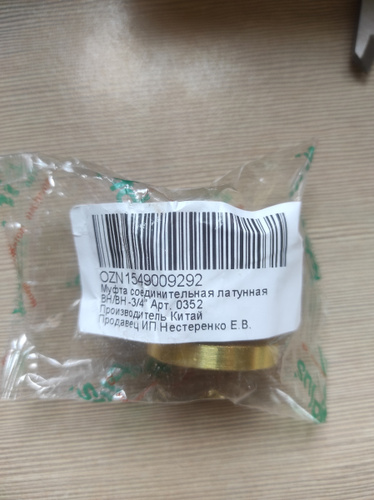 OZN1549009292
Муфта соединительная латунная
ВН/ВН -3/4" Арт. 0352
Производитель Китай
Продавец ИП Нестеренко Е.В.